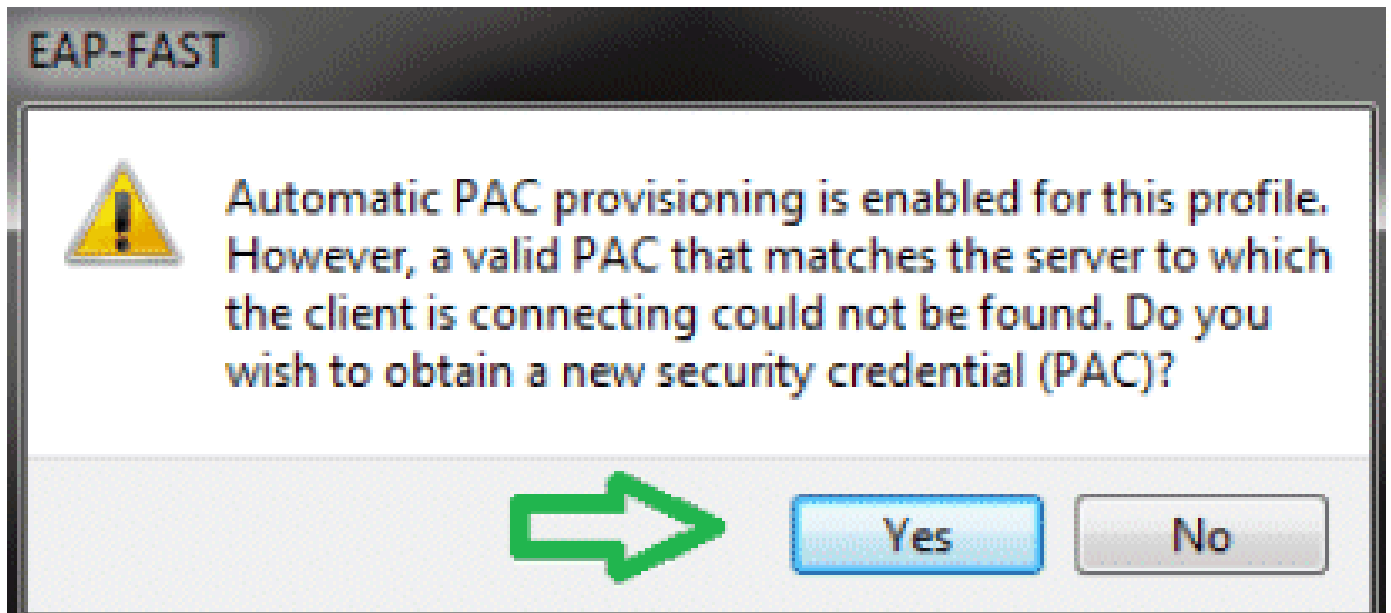 EAP-FAST
Automatic PAC provisioning is enabled for this profile.
However, a valid PAC that matches the server to which
the client is connecting could not be found. Do you
wish to obtain a new security credential (PAC)?
Yes
No